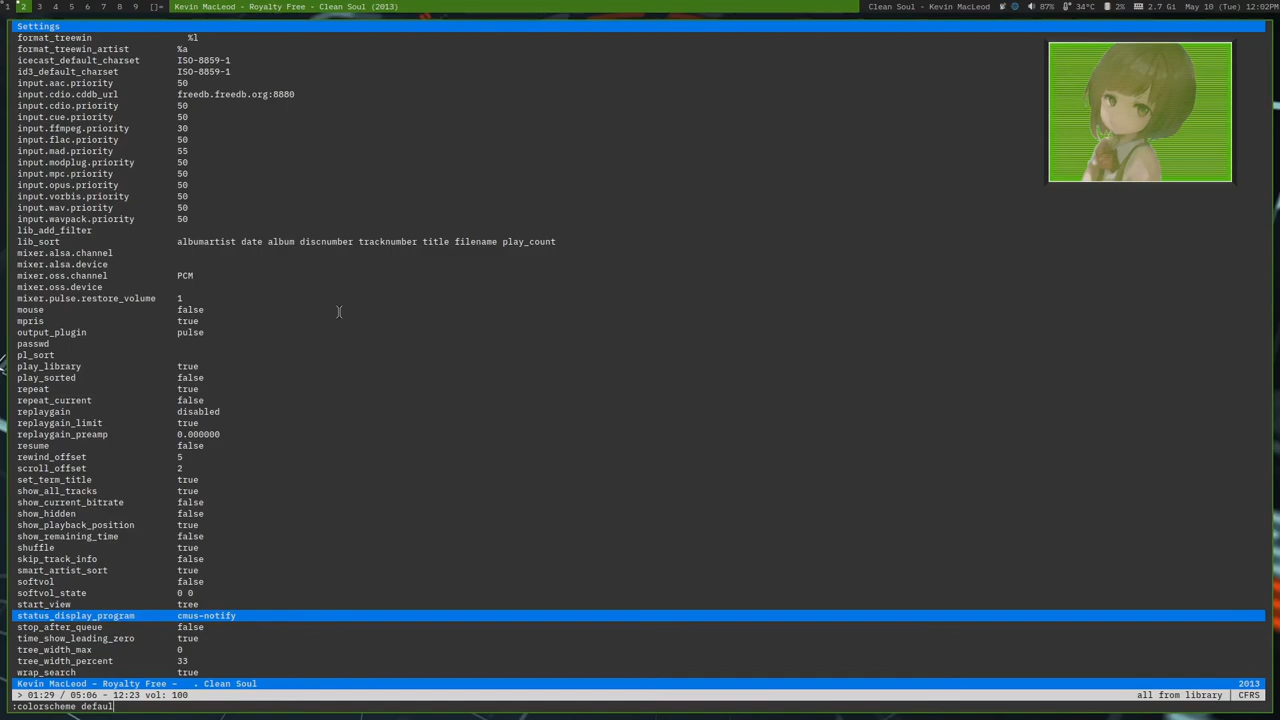 1 2 3 4 5 6 7 8 9 []= Kevin MacLeod - Royalty Free - Clean Soul (2013) Clean Soul - Kevin MacLeod 87% 34°C 2% 2.7 Gi May 10 (Tue) 12:02PM
Settings
format_treewin %l
format_treewin_artist %a
icecast_default_charset ISO-8859-1
id3_default_charset ISO-8859-1
input.aac.priority 50
input.cdio.cddb_url freedb.freedb.org:8880
input.cdio.priority 50
input.cue.priority 50
input.ffmpeg.priority 30
input.flac.priority 50
input.mad.priority 55
input.modplug.priority 50
input.mpc.priority 50
input.opus.priority 50
input.vorbis.priority 50
input.wav.priority 50
input.wavpack.priority 50
lib_add_filter
lib_sort albumartist date album discnumber tracknumber title filename play_count
mixer.alsa.channel
mixer.alsa.device
mixer.oss.channel PCM
mixer.oss.device
mixer.pulse.restore_volume 1
mouse false
mpris true
output_plugin pulse
passwd
pl_sort
play_library true
play_sorted false
repeat true
repeat_current false
replaygain disabled
replaygain_limit true
replaygain_preamp 0.000000
resume false
rewind_offset 5
scroll_offset 2
set_term_title true
show_all_tracks true
show_current_bitrate false
show_hidden false
show_playback_position true
show_remaining_time false
shuffle true
skip_track_info false
smart_artist_sort true
softvol false
softvol_state 0 0
start_view tree
status_display_program cmus-notify
stop_after_queue false
time_show_leading_zero true
tree_width_max 0
tree_width_percent 33
wrap_search true
Kevin MacLeod - Royalty Free - . Clean Soul 2013
> 01:29 / 05:06 - 12:23 vol: 100 all from library | CFRS
:colorscheme defaul